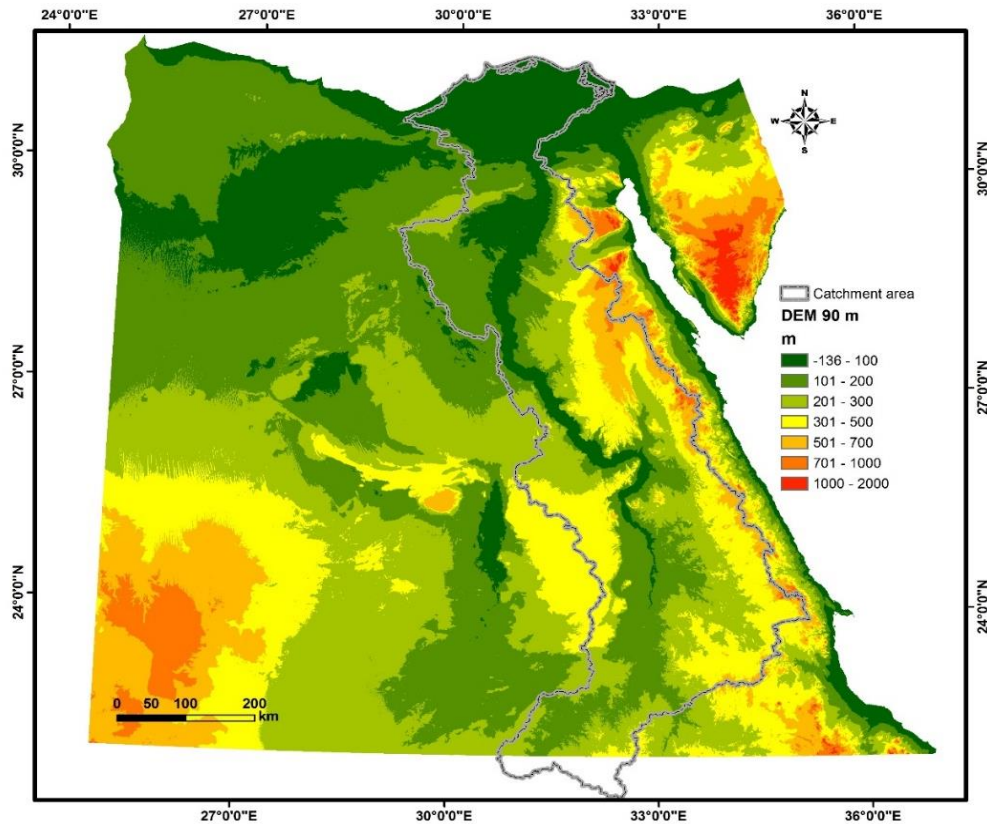 24°0'0"E 27°0'0"E 30°0'0"E 33°0'0"E 36°0'0"E
N
W E
S
30°0'0"N 30°0'0"N
Catchment area
DEM 90 m
m
-136 - 100
101 - 200
201 - 300
301 - 500
501 - 700
701 - 1000
1000 - 2000
27°0'0"N 27°0'0"N
24°0'0"N 24°0'0"N
0 50 100 200
km
27°0'0"E 30°0'0"E 33°0'0"E 36°0'0"E